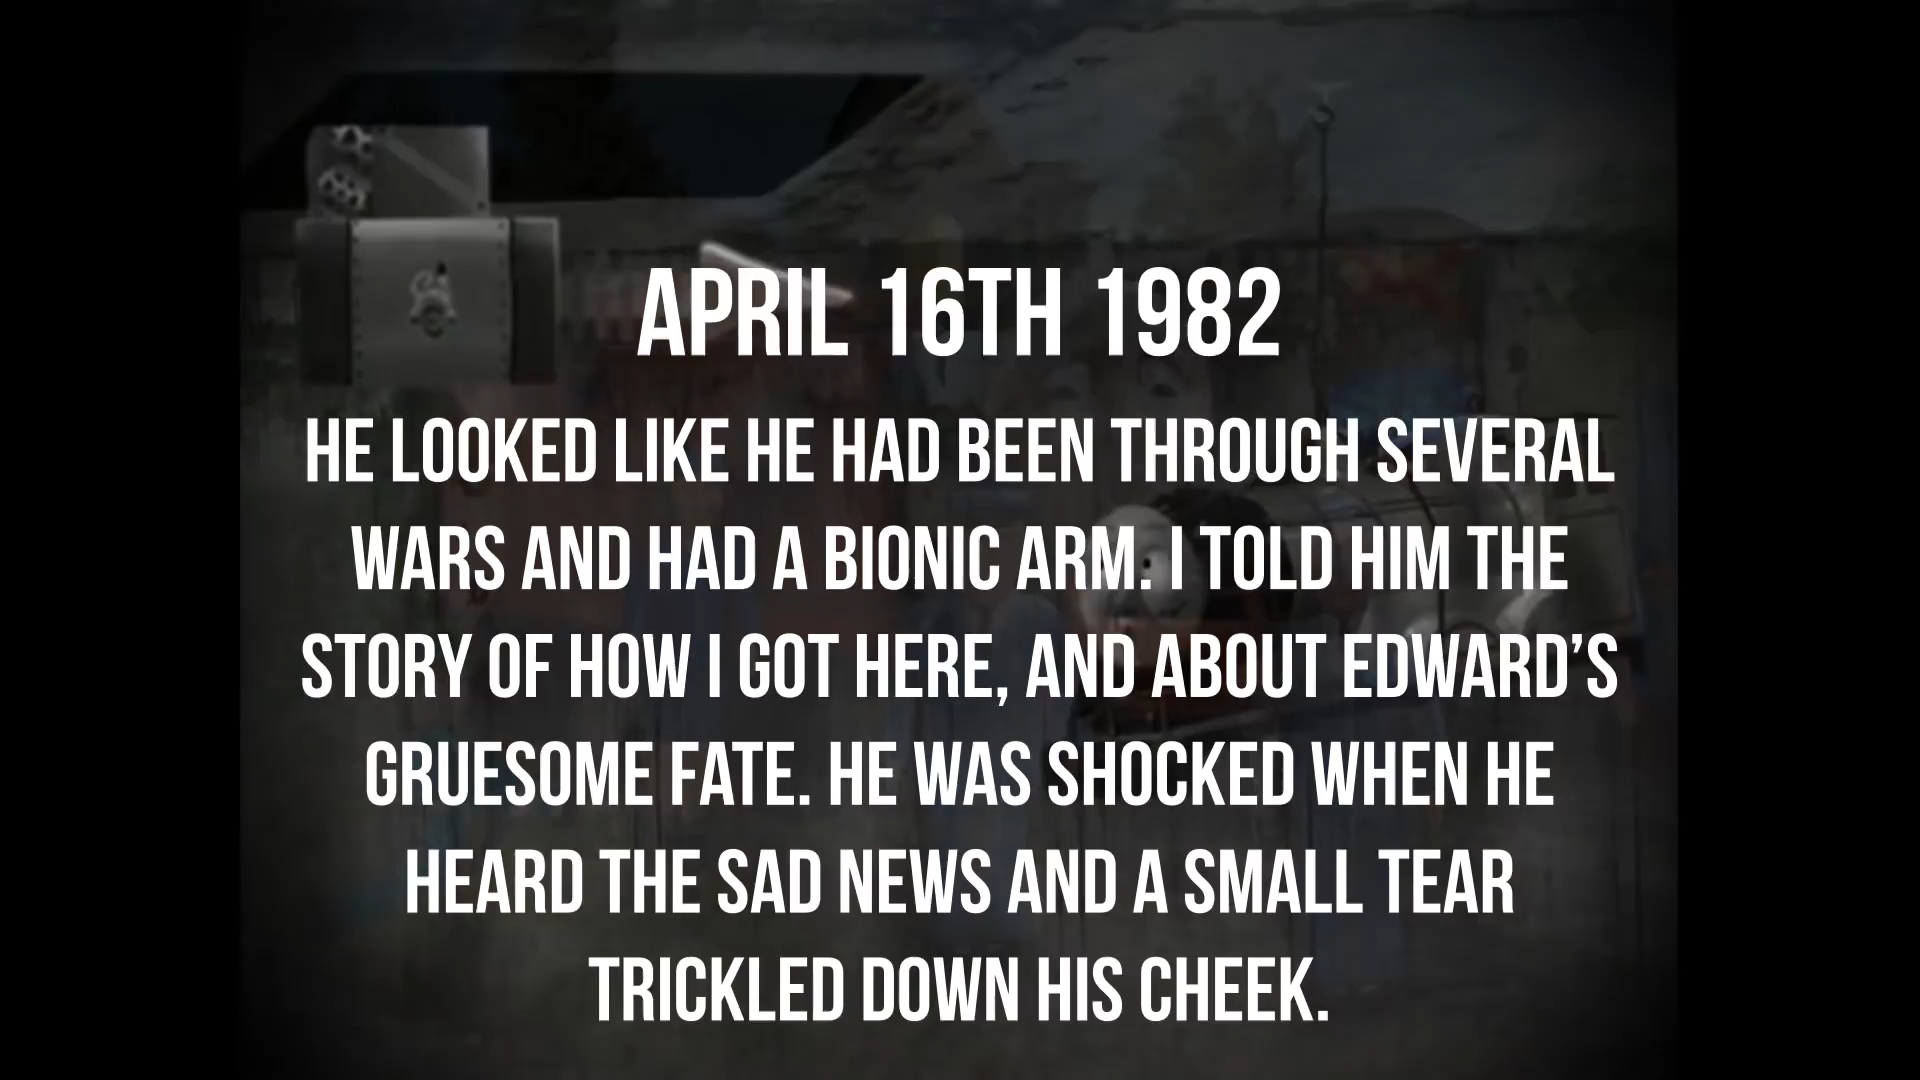 APRIL 16TH 1982
HE LOOKED LIKE HE HAD BEEN THROUGH SEVERAL
WARS AND HAD A BIONIC ARM. I TOLD HIM THE
STORY OF HOW I GOT HERE, AND ABOUT EDWARD’S
GRUESOME FATE. HE WAS SHOCKED WHEN HE
HEARD THE SAD NEWS AND A SMALL TEAR
TRICKLED DOWN HIS CHEEK.